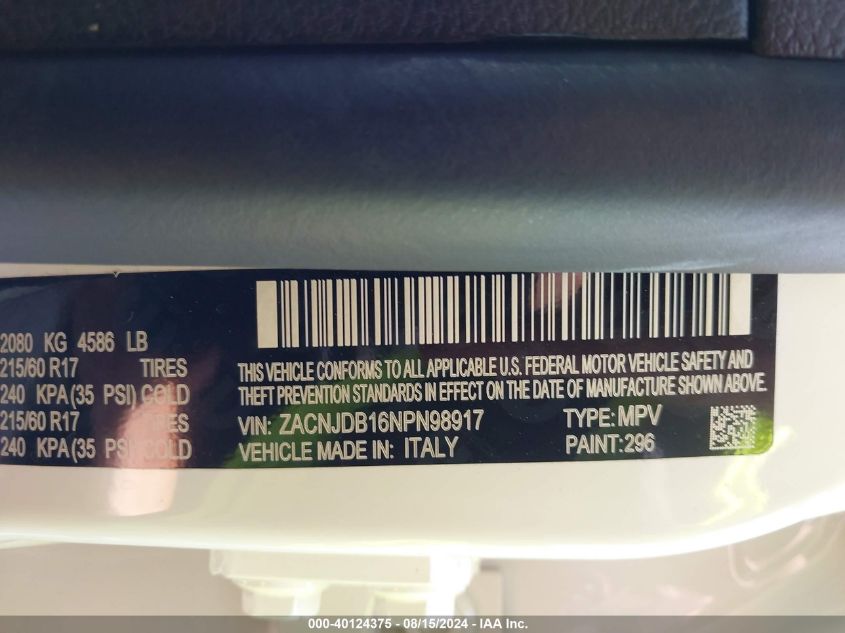 2080 KG 4586 LB
215/60 R17 TIRES
240 KPA(35 PSI) COLD
215/60 R17 TIRES
240 KPA(35 PSI) COLD
THIS VEHICLE CONFORMS TO ALL APPLICABLE U.S. FEDERAL MOTOR VEHICLE SAFETY AND
THEFT PREVENTION STANDARDS IN EFFECT ON THE DATE OF MANUFACTURE SHOWN ABOVE.
VIN: ZACNJDB16NPN98917 TYPE: MPV
VEHICLE MADE IN: ITALY PAINT: 296
000-40124375 - 08/15/2024 - IAA Inc.